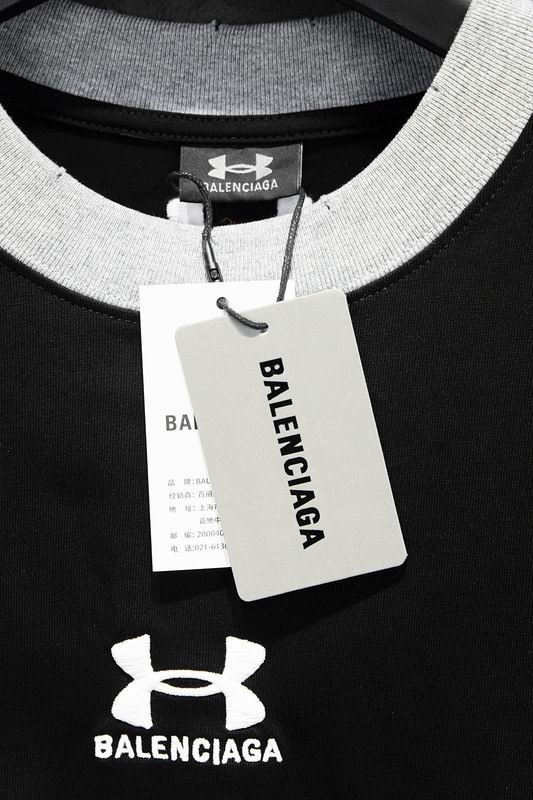 BALENCIAGA
BALENCIAGA
BAL
品 牌: BAL
经销商: 百丽
地 址: 上海
嘉地中
邮 编: 200040
电 话:021-613
BALENCIAGA